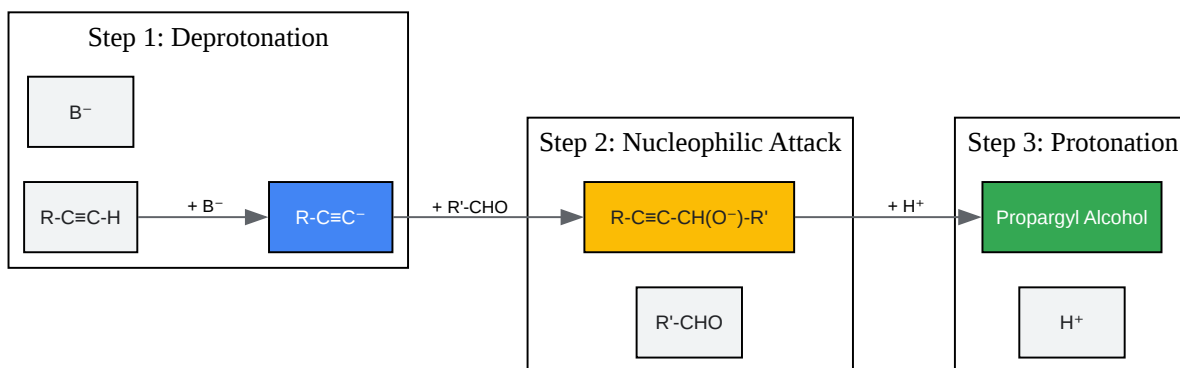 Step 1: Deprotonation
B⁻
R-C≡C-H
+ B⁻
R-C≡C⁻
+ R'-CHO
Step 2: Nucleophilic Attack
R-C≡C-CH(O⁻)-R'
R'-CHO
+ H⁺
Step 3: Protonation
Propargyl Alcohol
H⁺